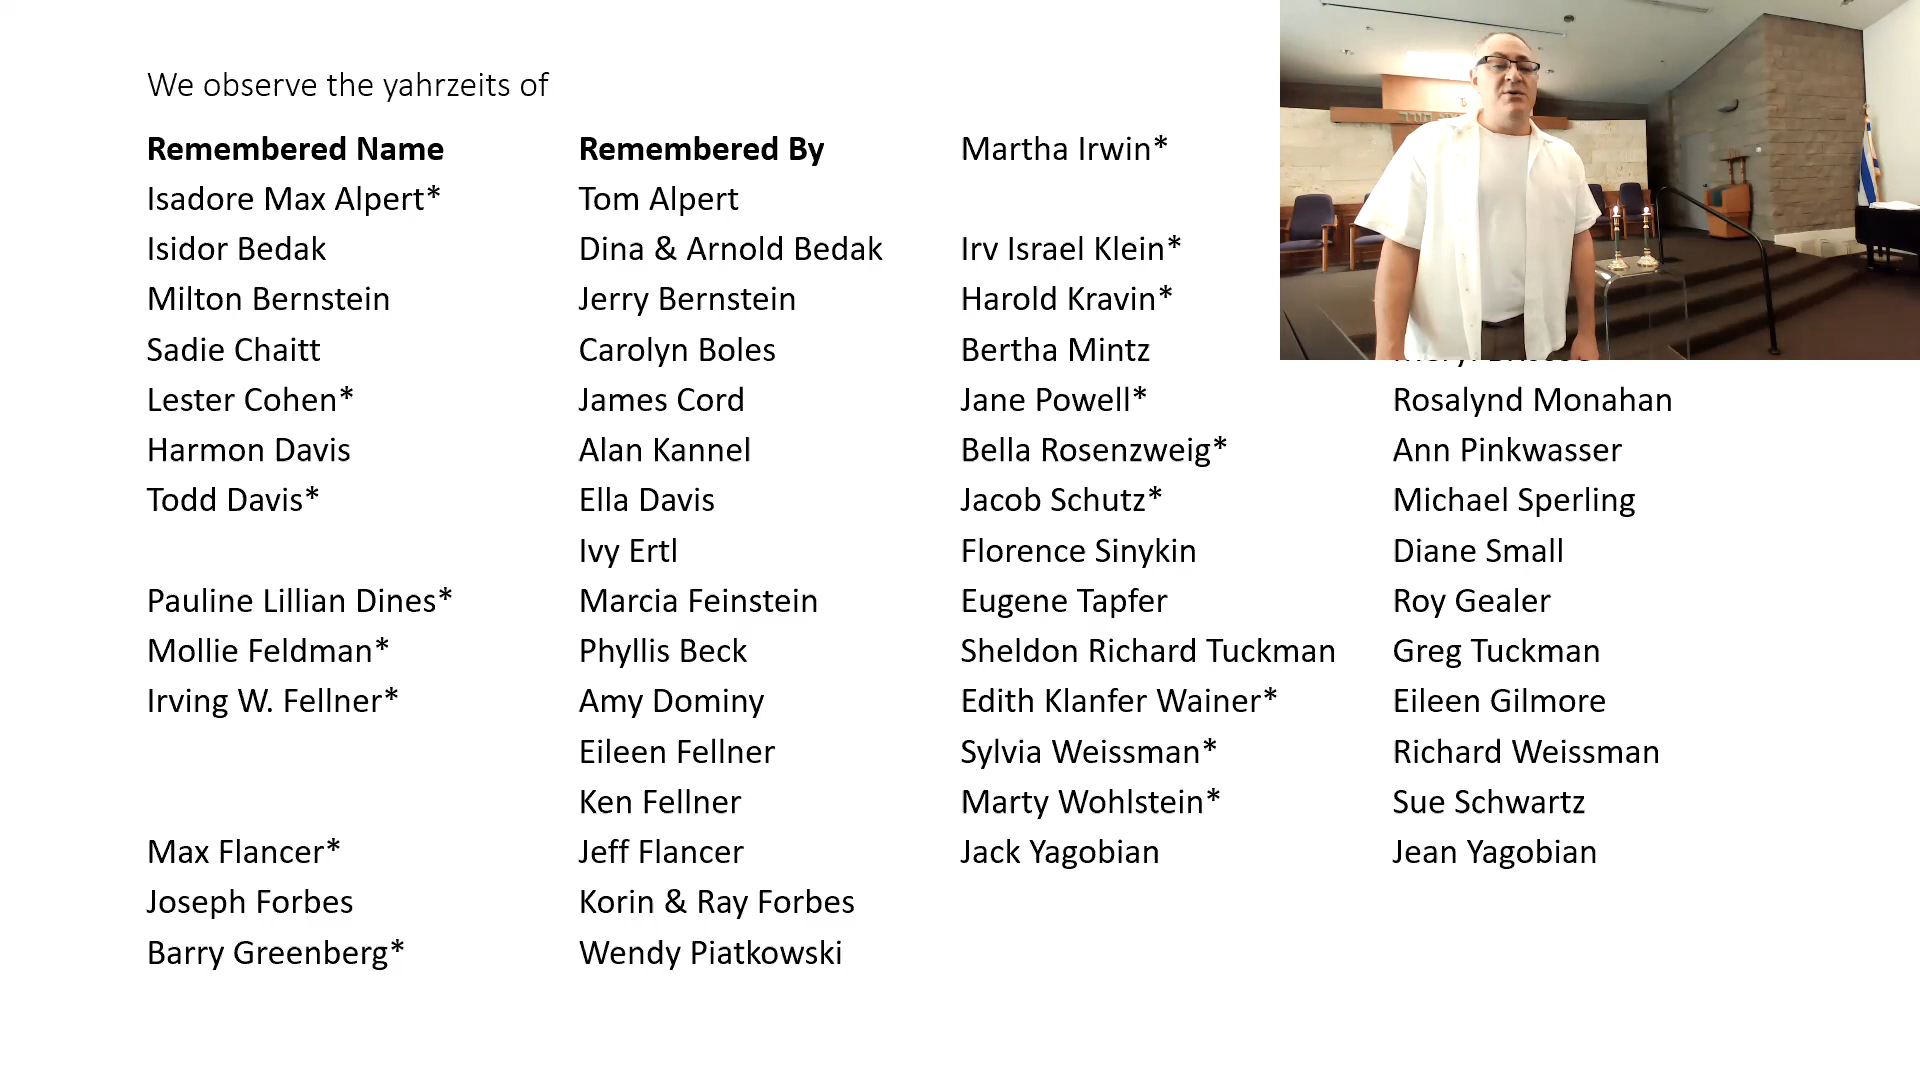 We observe the yahrzeits of
Remembered Name Remembered By
Isadore Max Alpert* Tom Alpert
Isidor Bedak Dina & Arnold Bedak
Milton Bernstein Jerry Bernstein
Sadie Chaitt Carolyn Boles
Lester Cohen* James Cord
Harmon Davis Alan Kannel
Todd Davis* Ella Davis
Ivy Ertl
Pauline Lillian Dines* Marcia Feinstein
Mollie Feldman* Phyllis Beck
Irving W. Fellner* Amy Dominy
Eileen Fellner
Ken Fellner
Max Flancer* Jeff Flancer
Joseph Forbes Korin & Ray Forbes
Barry Greenberg* Wendy Piatkowski
Martha Irwin*
Irv Israel Klein*
Harold Kravin*
Bertha Mintz
Jane Powell* Rosalynd Monahan
Bella Rosenzweig* Ann Pinkwasser
Jacob Schutz* Michael Sperling
Florence Sinykin Diane Small
Eugene Tapfer Roy Gealer
Sheldon Richard Tuckman Greg Tuckman
Edith Klanfer Wainer* Eileen Gilmore
Sylvia Weissman* Richard Weissman
Marty Wohlstein* Sue Schwartz
Jack Yagobian Jean Yagobian